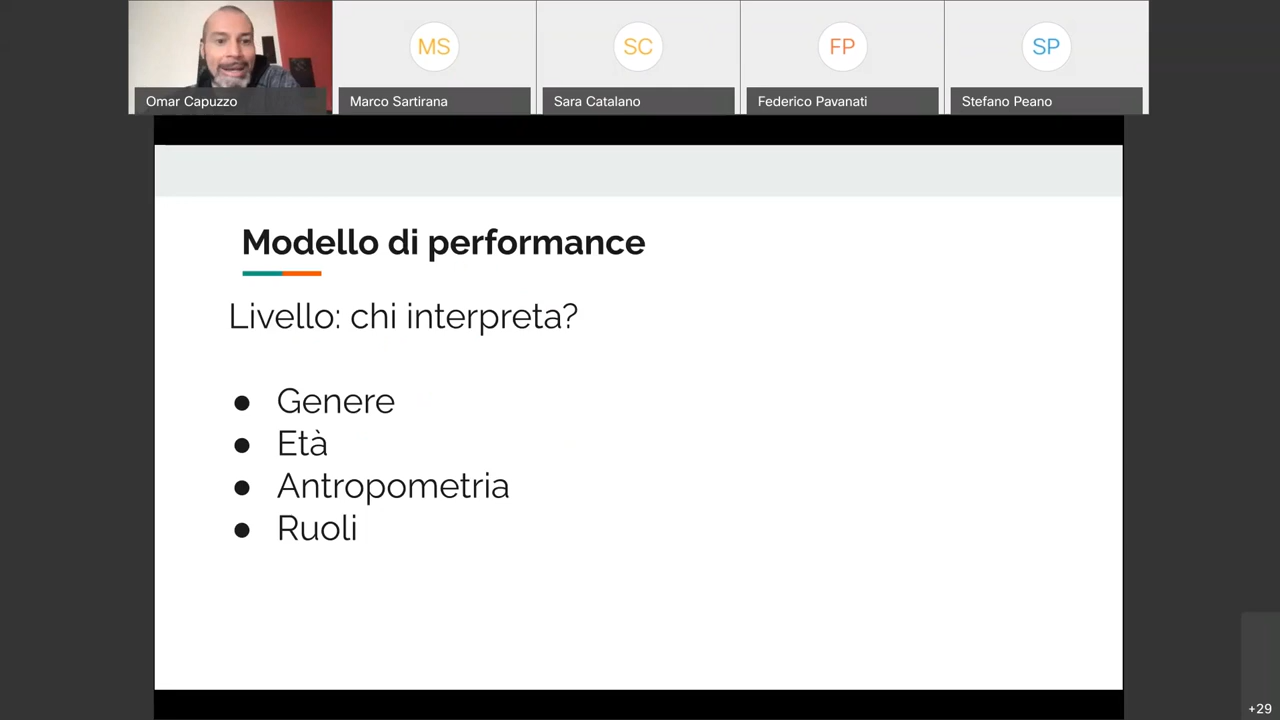 MS
SC
FP
SP
Omar Capuzzo
Marco Sartirana
Sara Catalano
Federico Pavanati
Stefano Peano
Modello di performance
Livello: chi interpreta?
● Genere
● Età
● Antropometria
● Ruoli
+29